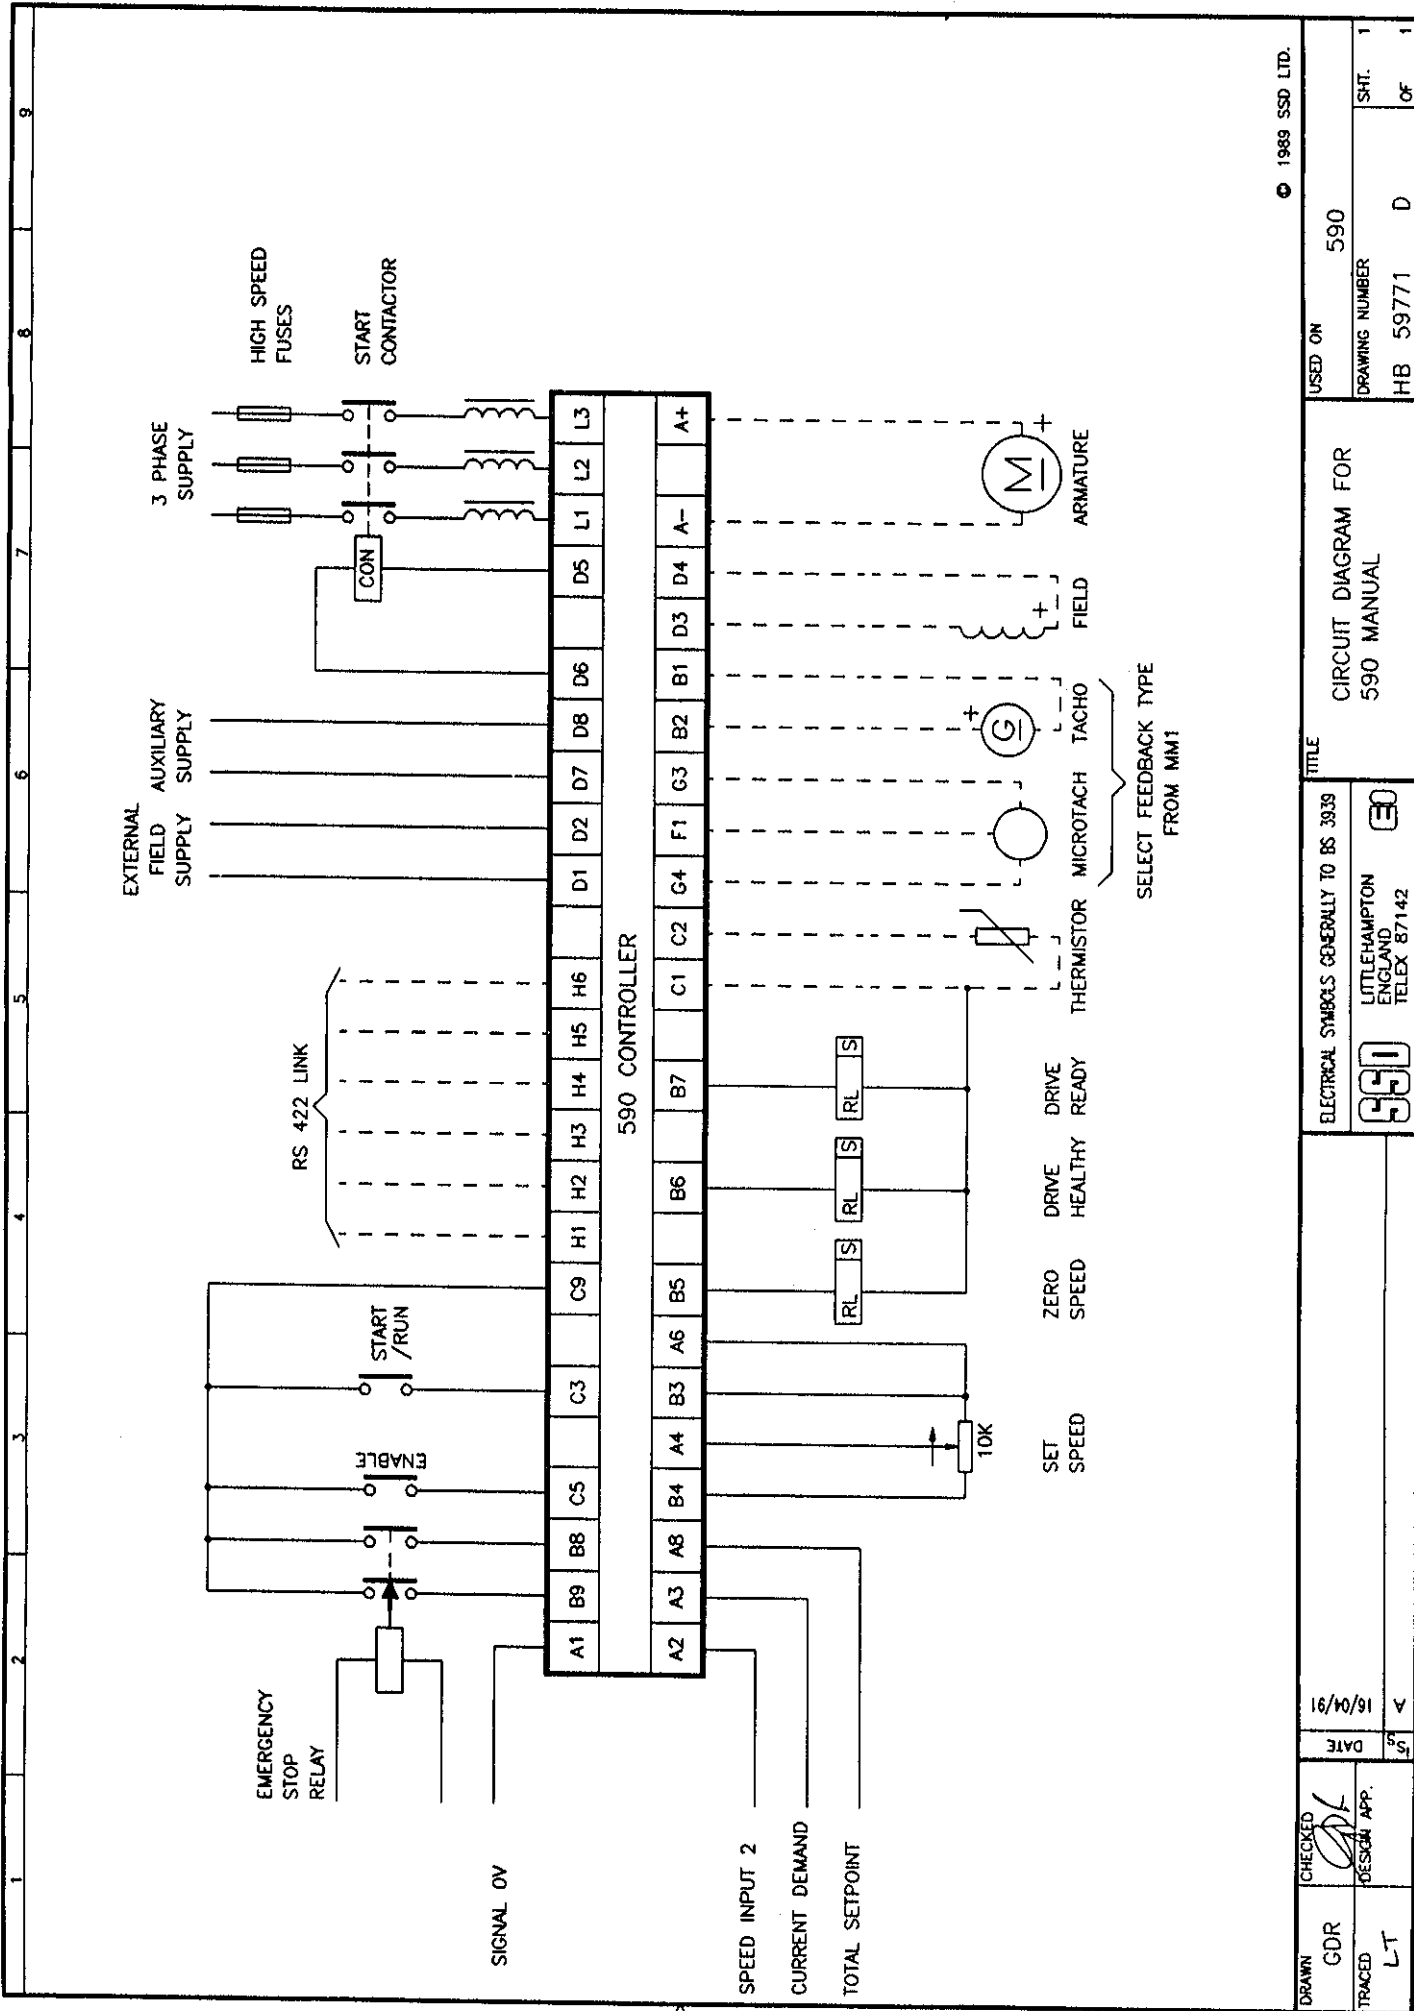 1 2 3 4 5 6 7 8 9
EXTERNAL
FIELD
SUPPLY
AUXILIARY
SUPPLY
3 PHASE
SUPPLY
HIGH SPEED
FUSES
START
CONTACTOR
CON
RS 422 LINK
START
/RUN
ENABLE
EMERGENCY
STOP
RELAY
SIGNAL 0V
A1 B9 B8 C5 C3 C9 H1 H2 H3 H4 H5 H6 D1 D2 D7 D8 D6 D5 L1 L2 L3
590 CONTROLLER
A2 A3 A8 B4 A4 B3 A6 B5 B6 B7 C1 C2 G4 F1 G3 B2 B1 D3 D4 A- A+
SPEED INPUT 2
CURRENT DEMAND
TOTAL SETPOINT
10K
SET
SPEED
RL S
ZERO
SPEED
RL S
DRIVE
HEALTHY
RL S
DRIVE
READY
THERMISTOR
MICROTACH
G
+
TACHO
SELECT FEEDBACK TYPE
FROM MM1
+
FIELD
M
+
ARMATURE
© 1989 SSD LTD.
DRAWN
GDR
CHECKED
TRACED
LT
DESIGN APP.
DATE
16/04/91
ISS
A
ELECTRICAL SYMBOLS GENERALLY TO BS 3939
SSD
LITTLEHAMPTON
ENGLAND
TELEX 87142
TITLE
CIRCUIT DIAGRAM FOR
590 MANUAL
USED ON
590
DRAWING NUMBER
HB 59771 D
SHT. 1
OF 1